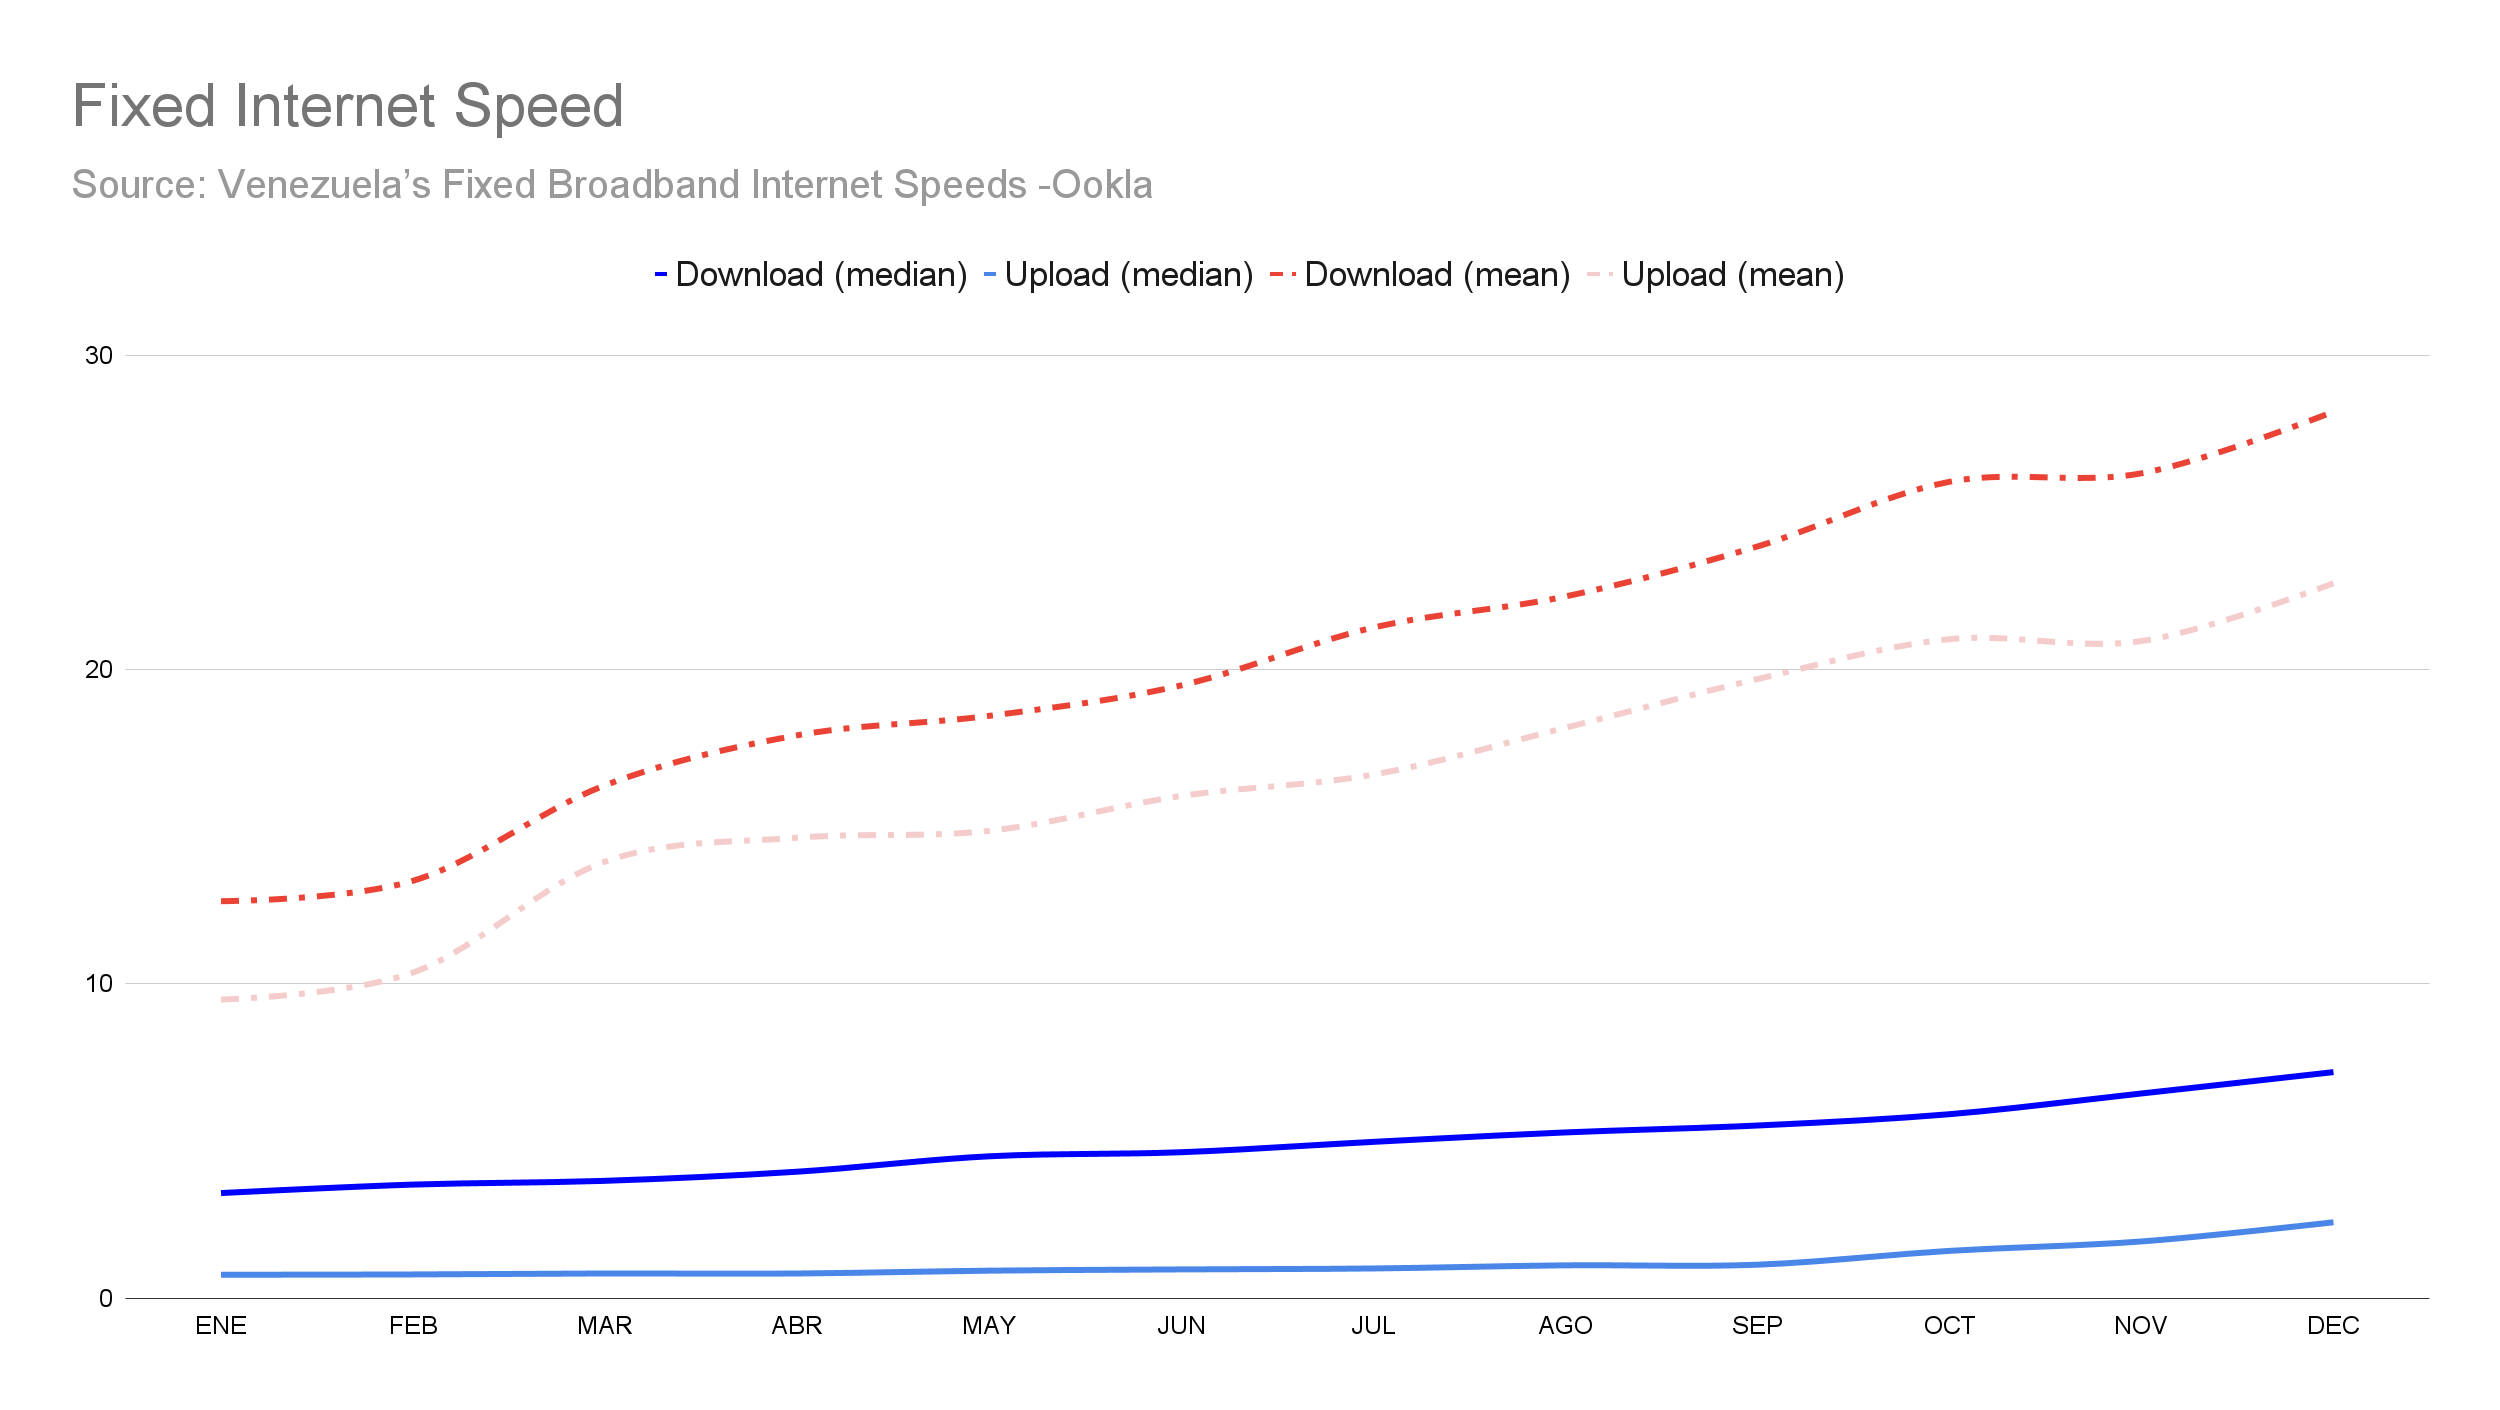 Fixed Internet Speed
Source: Venezuela’s Fixed Broadband Internet Speeds -Ookla
Download (median) Upload (median) Download (mean) Upload (mean)
30
20
10
0
ENE FEB MAR ABR MAY JUN JUL AGO SEP OCT NOV DEC